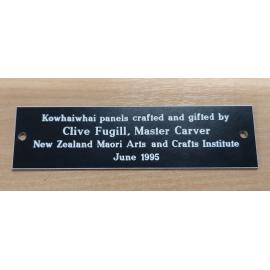 Kowhaiwhai panels crafted and gifted by
Clive Fugill, Master Carver
New Zealand Maori Arts and Crafts Institute
June 1995